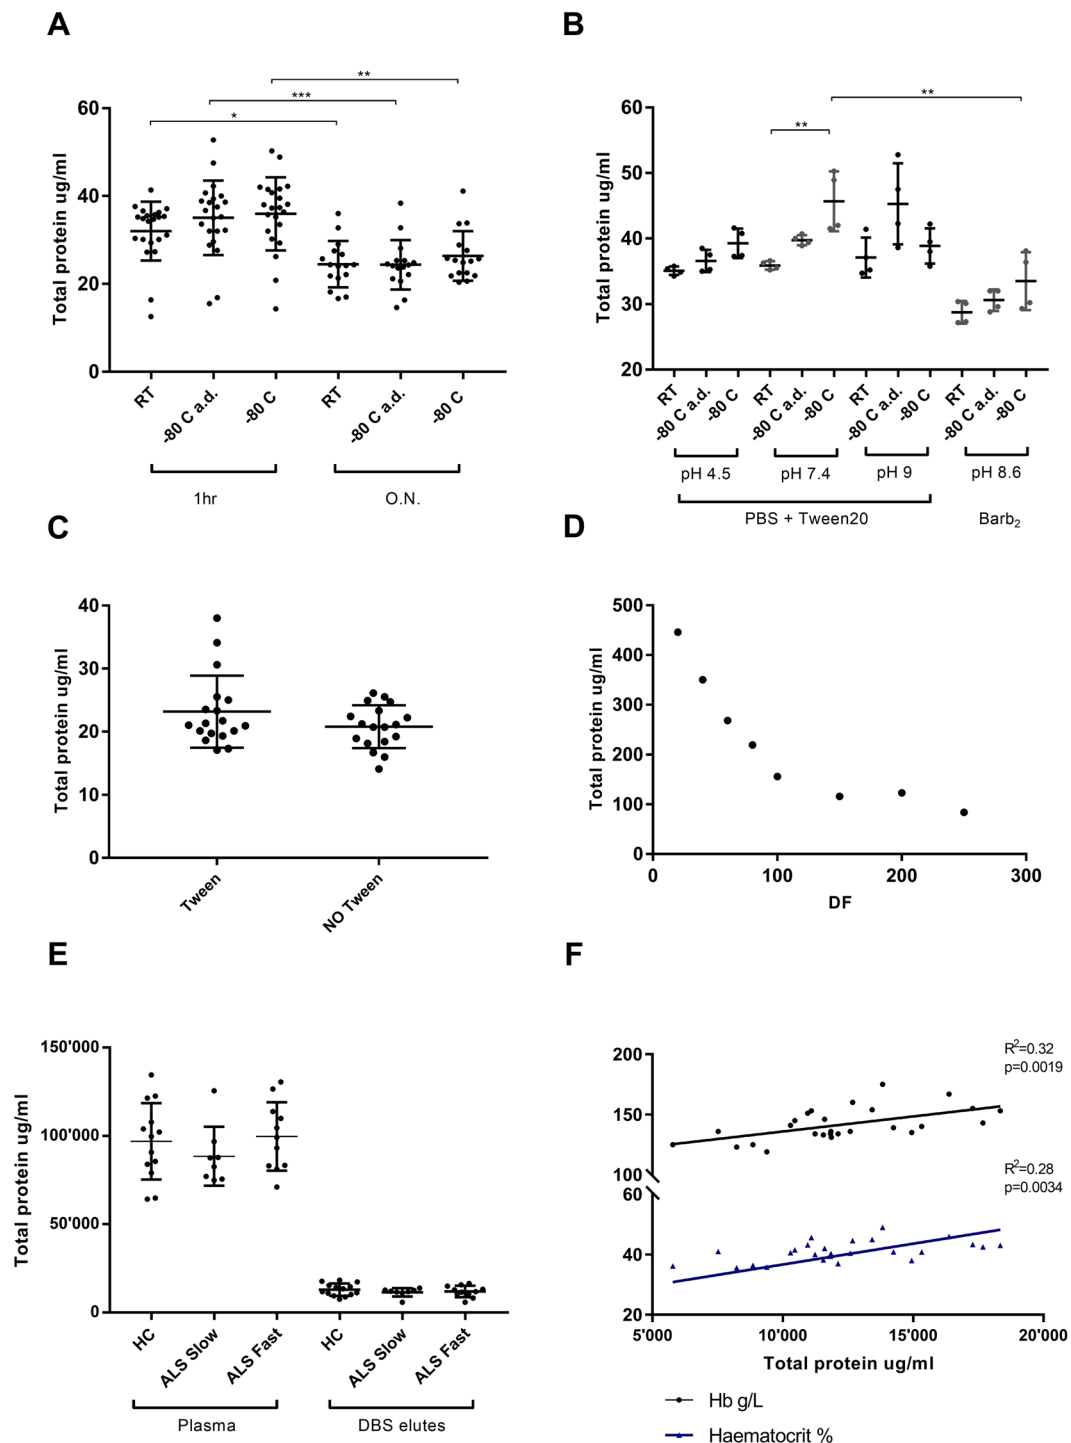 A
Total protein ug/ml
60
40
20
0
**
***
*
RT
-80 C a.d.
-80 C
RT
-80 C a.d.
-80 C
1hr
O.N.
B
Total protein ug/ml
60
50
40
30
20
**
**
RT
-80 C a.d.
-80 C
RT
-80 C a.d.
-80 C
RT
-80 C a.d.
-80 C
RT
-80 C a.d.
-80 C
pH 4.5
pH 7.4
pH 9
pH 8.6
PBS + Tween20
Barb₂
C
Total protein ug/ml
40
30
20
10
0
Tween
NO Tween
D
Total protein ug/ml
500
400
300
200
100
0
0
100
200
300
DF
E
Total protein ug/ml
150'000
100'000
50'000
0
HC
ALS Slow
ALS Fast
HC
ALS Slow
ALS Fast
Plasma
DBS elutes
F
200
150
100
60
40
20
R²=0.32
p=0.0019
R²=0.28
p=0.0034
5'000
10'000
15'000
20'000
Total protein ug/ml
Hb g/L
Haematocrit %